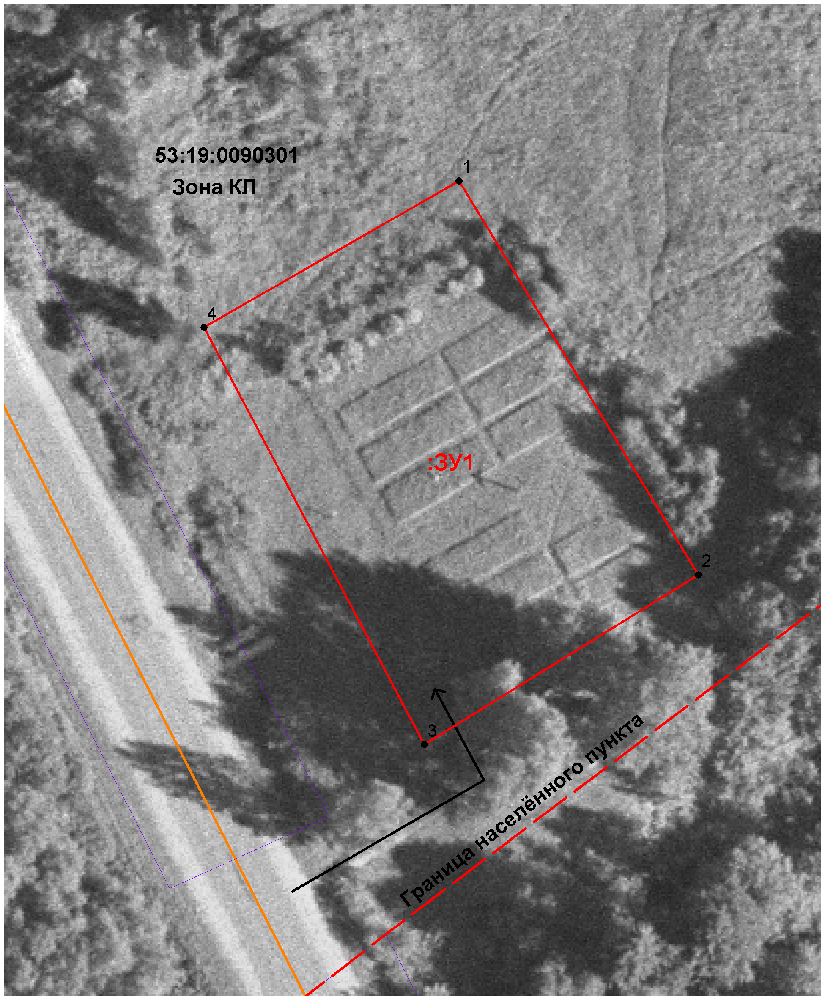 53:19:0090301
Зона КЛ
1
4
:ЗУ1
2
3
Граница населённого пункта